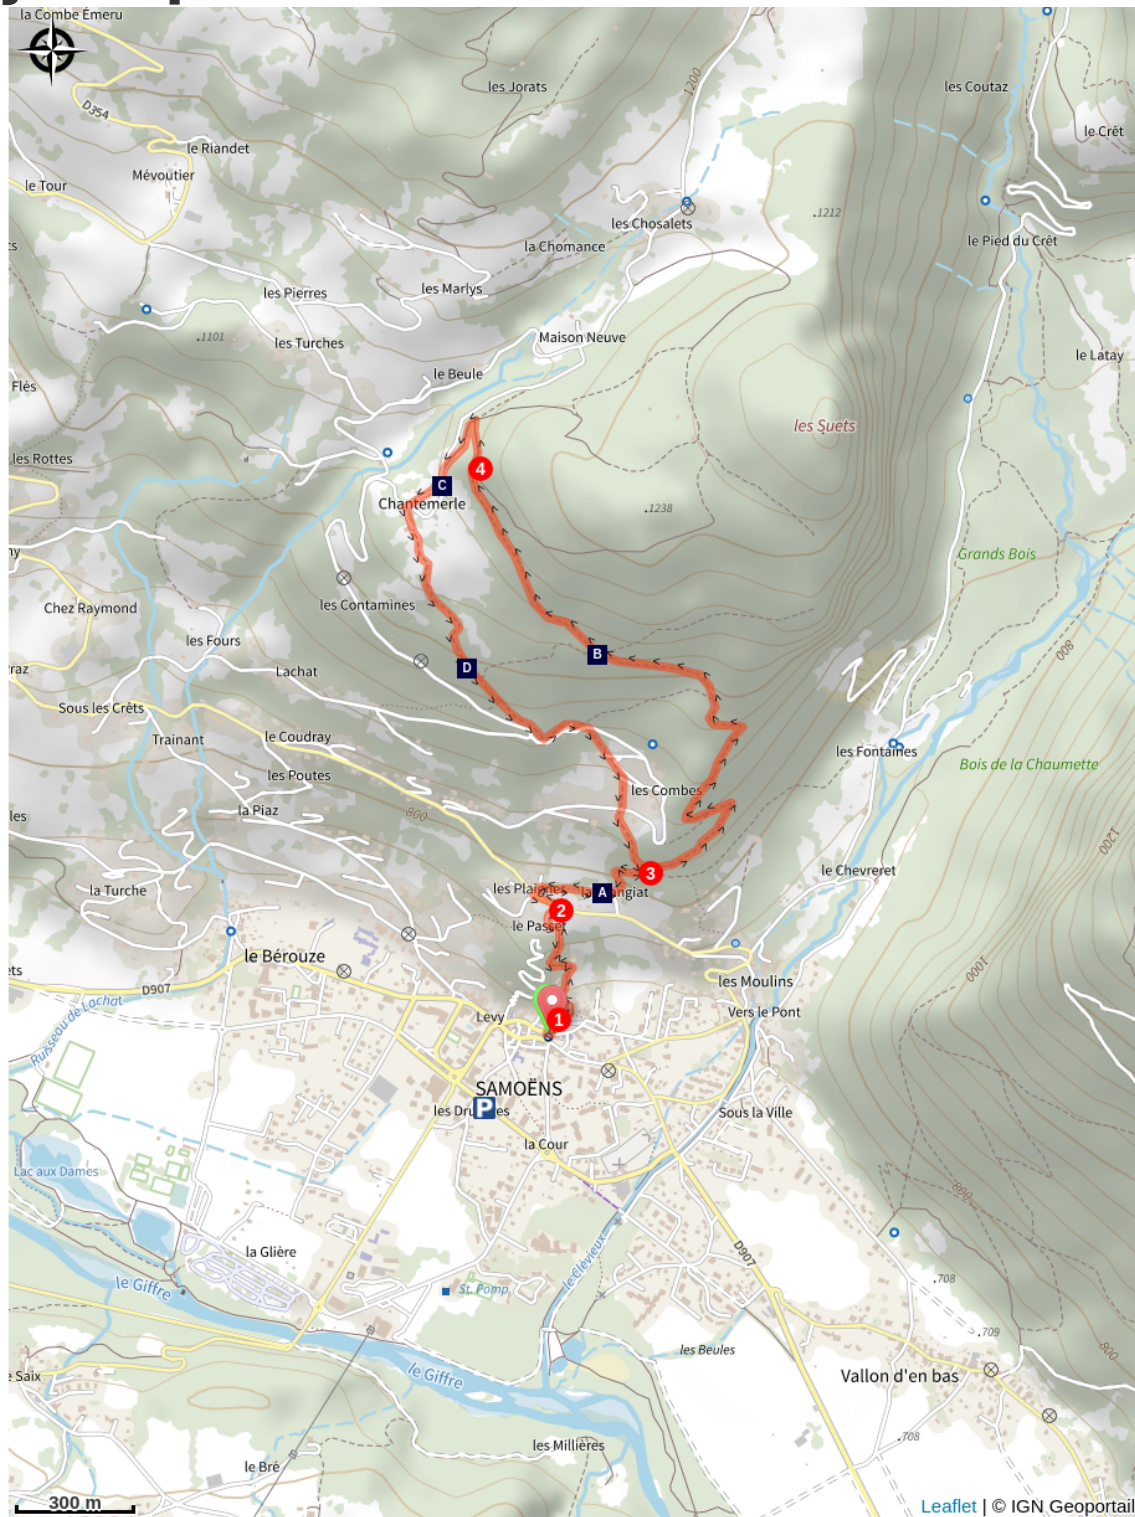 la Combe Émeru
les Jorats
1200
les Coutaz
D354
le Crêt
le Riandet
Mévoutier
le Tour
.1212
les Chosalets
le Pied du Crêt
la Chomance
les Marlys
les Pierres
.1101
Maison Neuve
les Turches
le Latay
le Beule
Flés
les Suets
les Rottes
4
C
Chantemerle
.1238
Grands Bois
les Contamines
Chez Raymond
les Fours
800
B
D
Lachat
Sous les Crêts
Trainant
le Coudray
les Fontaines
Bois de la Chaumette
les Poutes
les Combes
la Piaz
800
1200
3
le Chevreret
la Turche
les Pla
A
ngiat
2
le Passet
le Bérouze
1000
D907
les Moulins
Ruisseau de Lachat
Levy
1
Vers le Pont
SAMOËNS
les Dru
P
es
Sous la Ville
la Cour
Lac aux Dames
800
la Glière
D907
le Clévieux
le Giffre
St. Pomp.
.708
.709
800
les Beules
le Giffre
Saix
Vallon d'en bas
.708
les Millières
le Bré
300 m
Leaflet | © IGN Geoportail